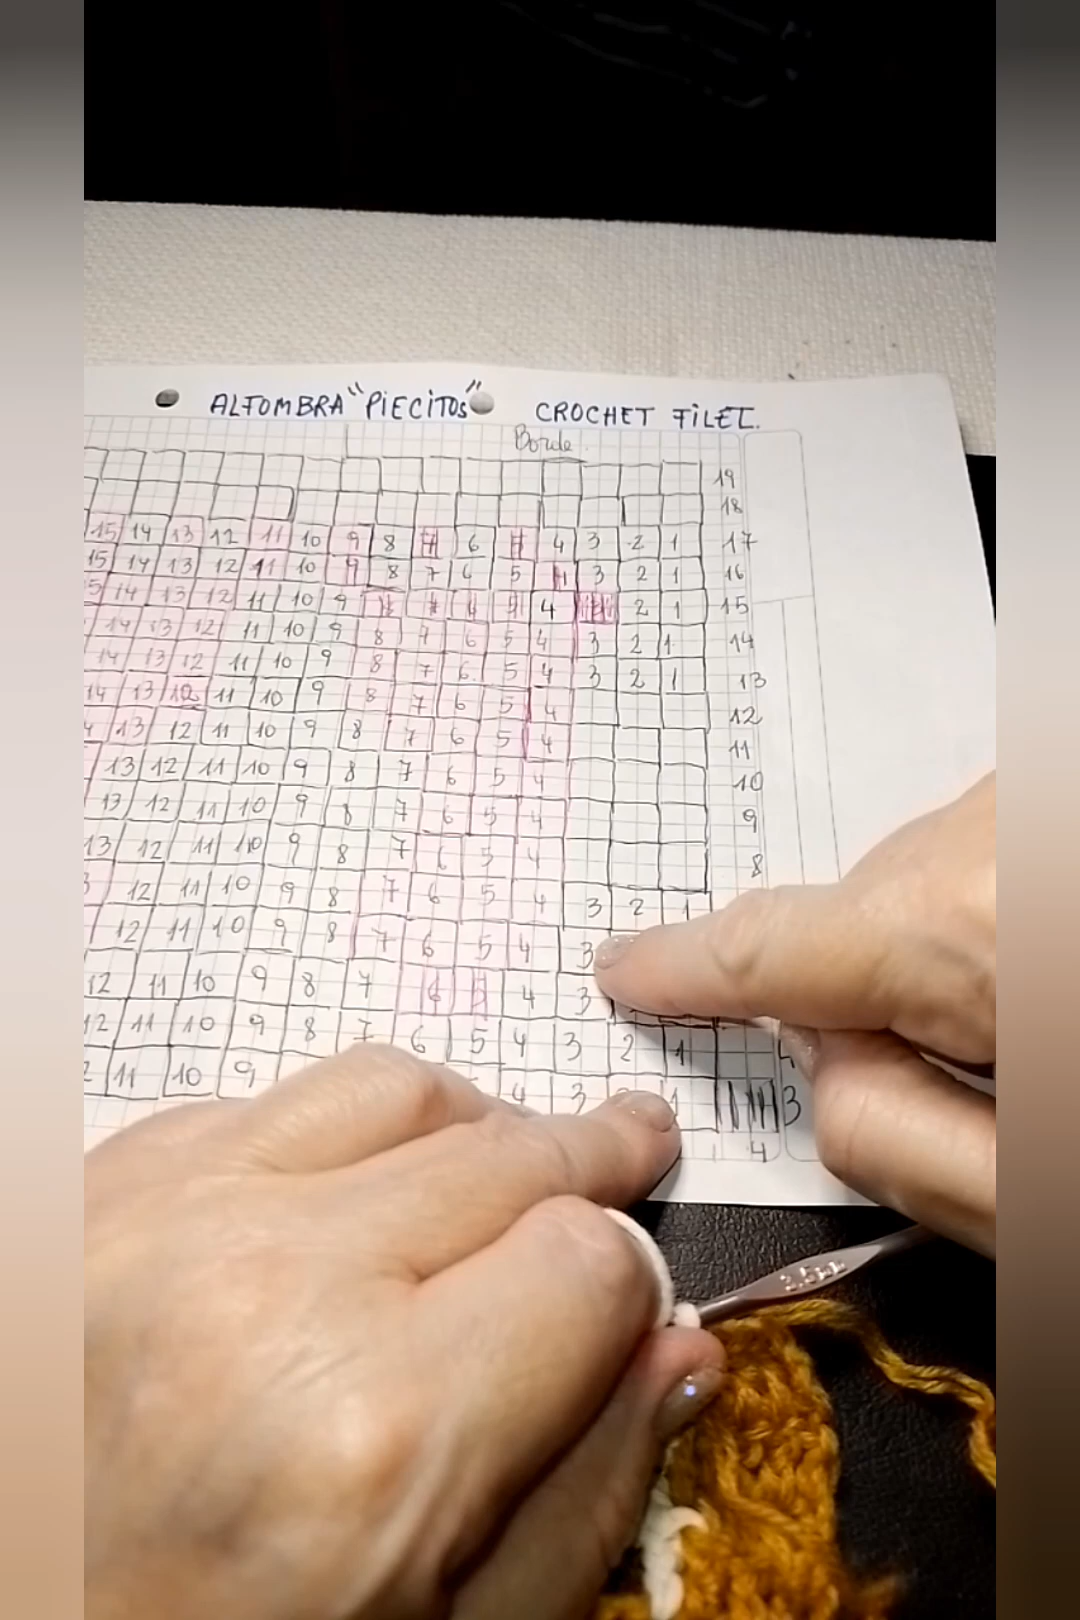 ALFOMBRA "PIECITOS" CROCHET FILET.
Borde
19
18
15 14 13 12 11 10 9 8 7 6 5 4 3 2 1 17
15 14 13 12 11 10 9 8 7 6 5 4 3 2 1 16
5 14 13 12 11 10 9 4 2 1 15
14 13 12 11 10 9 8 7 6 5 4 3 2 1 14
14 13 12 11 10 9 8 7 6 5 4 3 2 1 13
14 13 12 11 10 9 8 7 6 5 4 12
13 12 11 10 9 8 7 6 5 4 11
13 12 11 10 9 8 7 6 5 4 10
13 12 11 10 9 8 7 6 5 4 9
13 12 11 10 9 8 7 6 5 4 8
12 11 10 9 8 7 6 5 4 3 2 1
12 11 10 9 8 7 6 5 4 3
12 11 10 9 8 7 6 5 4 3
12 11 10 9 8 7 6 5 4 3 2 1 4
11 10 9 4 3 1 3
4
3.5mm